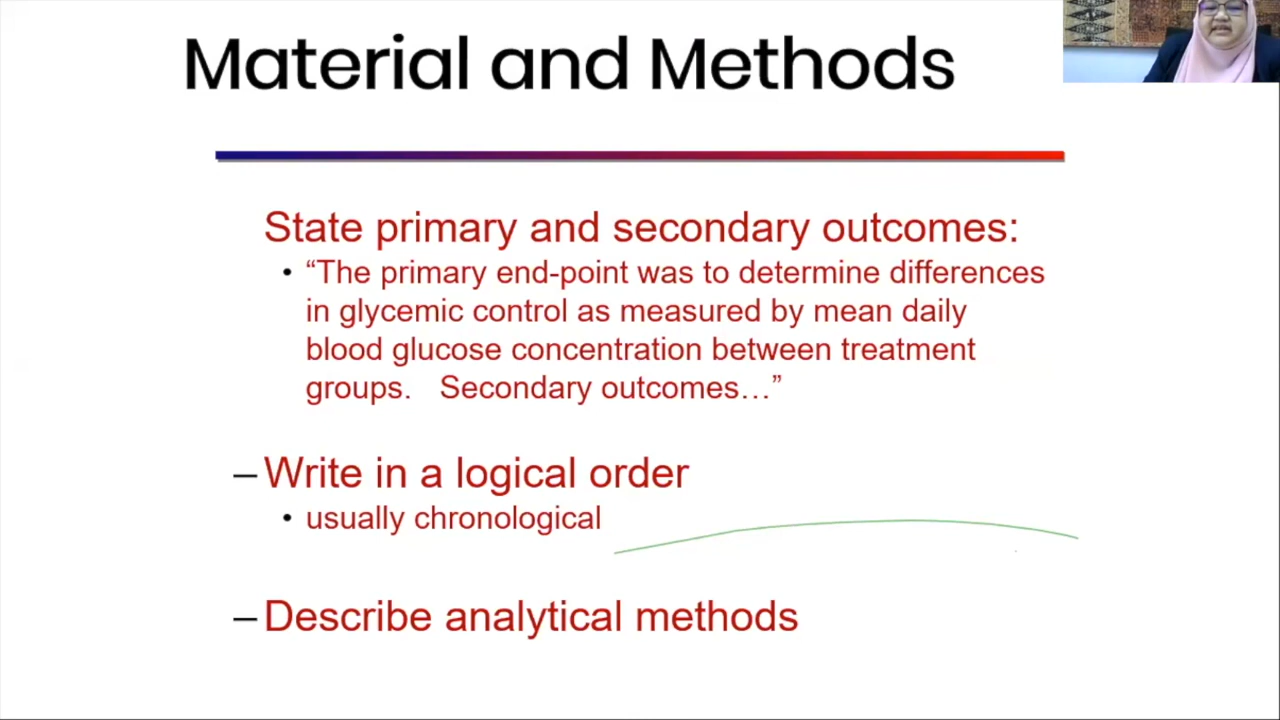 Material and Methods
State primary and secondary outcomes:
• “The primary end-point was to determine differences
in glycemic control as measured by mean daily
blood glucose concentration between treatment
groups.   Secondary outcomes…”
–Write in a logical order
• usually chronological
–Describe analytical methods